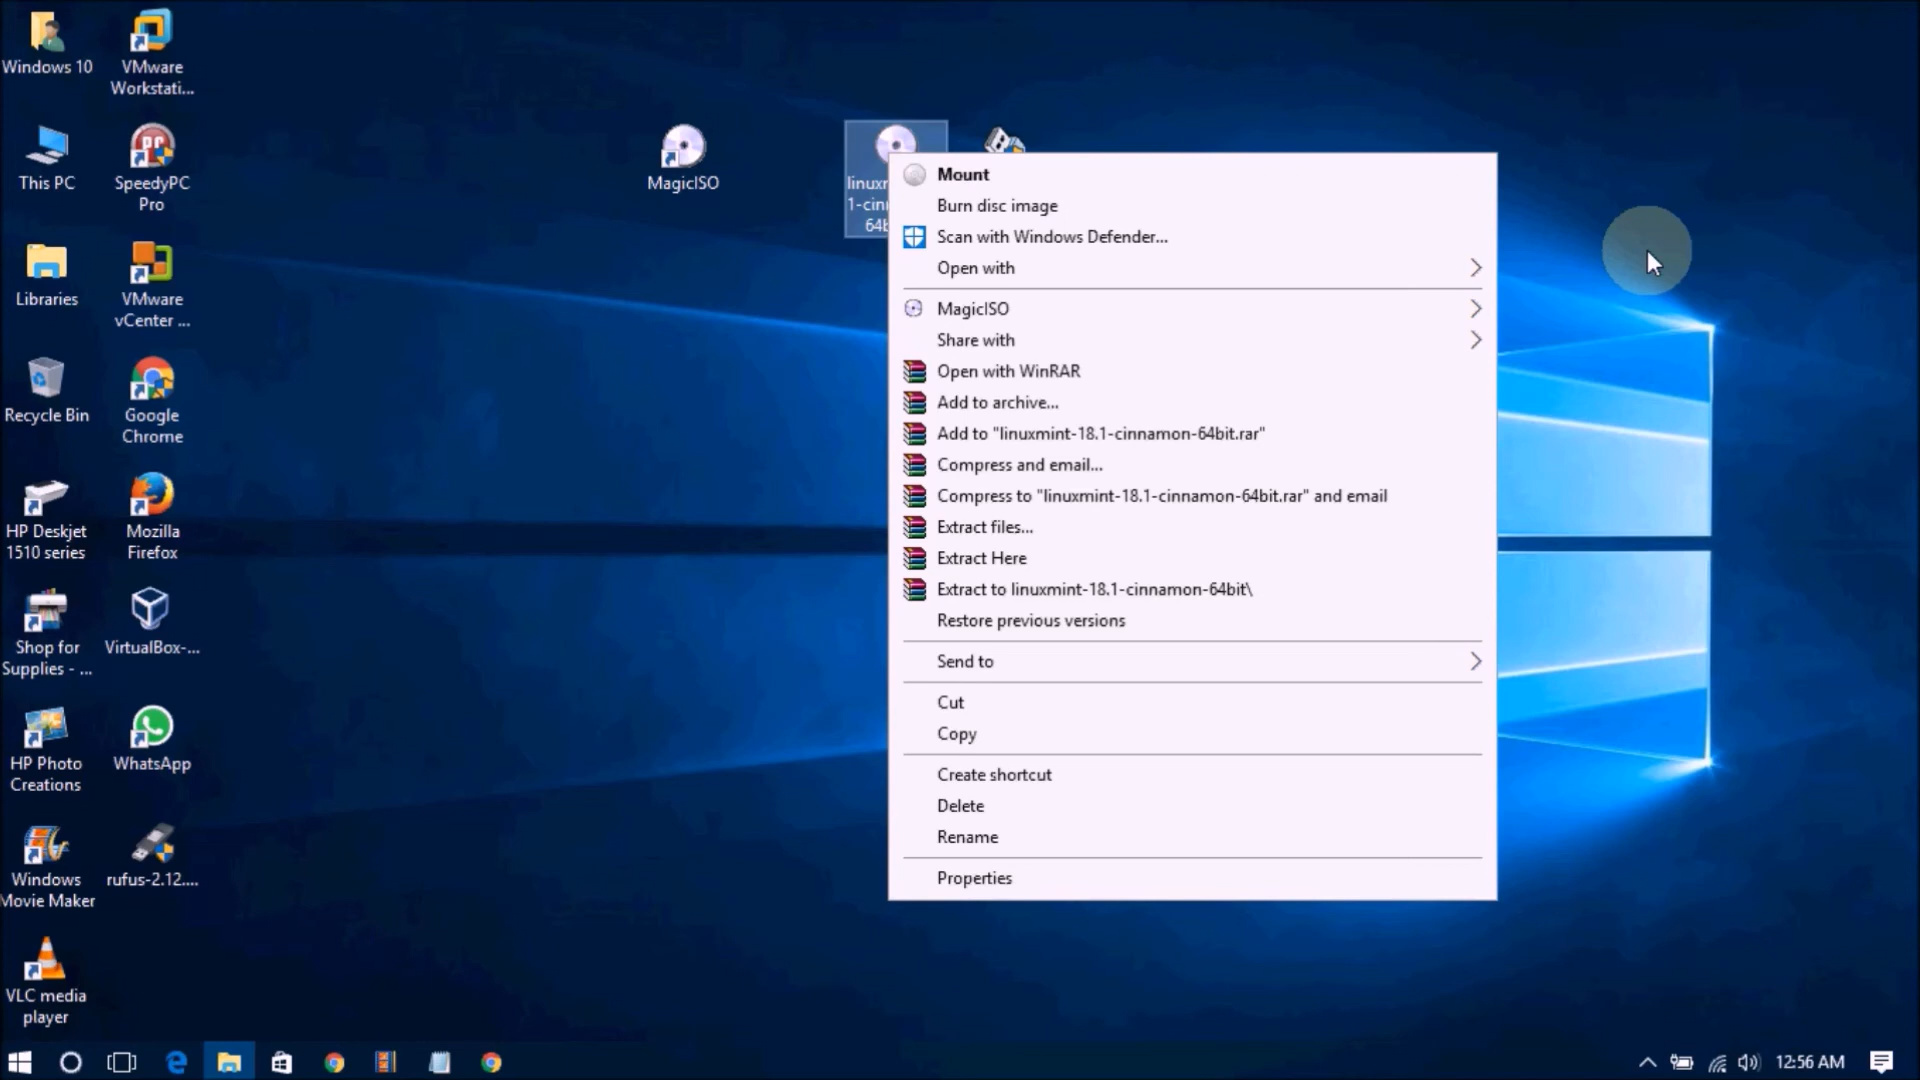 Windows 10
VMware
Workstati...
This PC
SpeedyPC
Pro
Libraries
VMware
vCenter ...
Recycle Bin
Google
Chrome
HP Deskjet
1510 series
Mozilla
Firefox
Shop for
Supplies - ...
VirtualBox-...
HP Photo
Creations
WhatsApp
Windows
Movie Maker
rufus-2.12....
VLC media
player
MagicISO
1-cin
64b
Mount
Burn disc image
Scan with Windows Defender...
Open with
MagicISO
Share with
Open with WinRAR
Add to archive...
Add to "linuxmint-18.1-cinnamon-64bit.rar"
Compress and email...
Compress to "linuxmint-18.1-cinnamon-64bit.rar" and email
Extract files...
Extract Here
Extract to linuxmint-18.1-cinnamon-64bit\
Restore previous versions
Send to
Cut
Copy
Create shortcut
Delete
Rename
Properties
12:56 AM